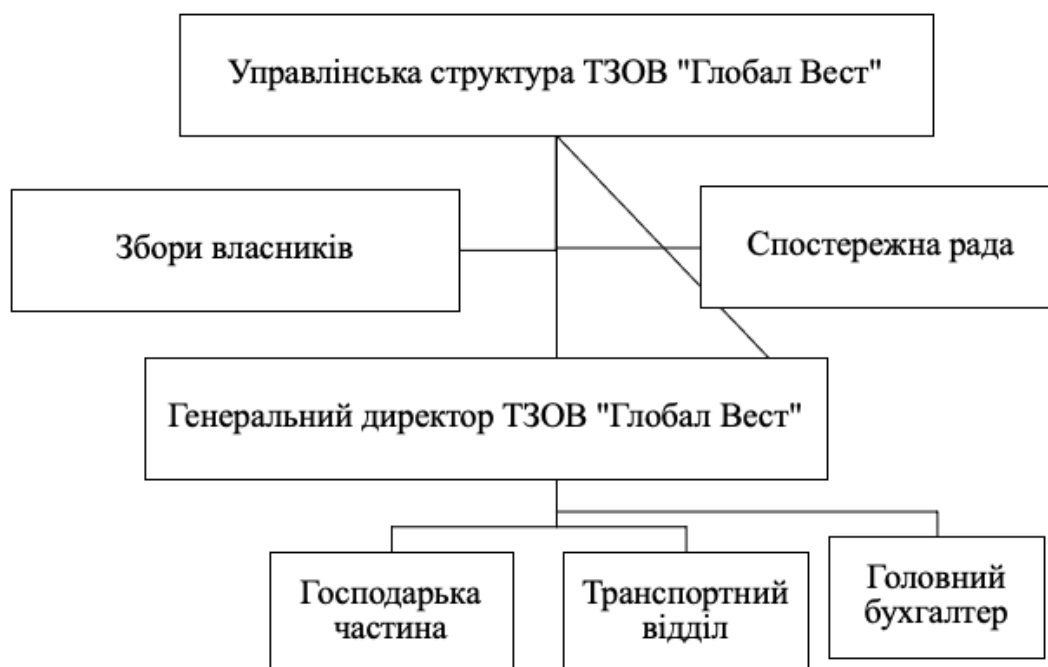 Управлінська структура ТЗОВ "Глобал Вест"
Збори власників
Спостережна рада
Генеральний директор ТЗОВ "Глобал Вест"
Господарька
частина
Транспортний
відділ
Головний
бухгалтер